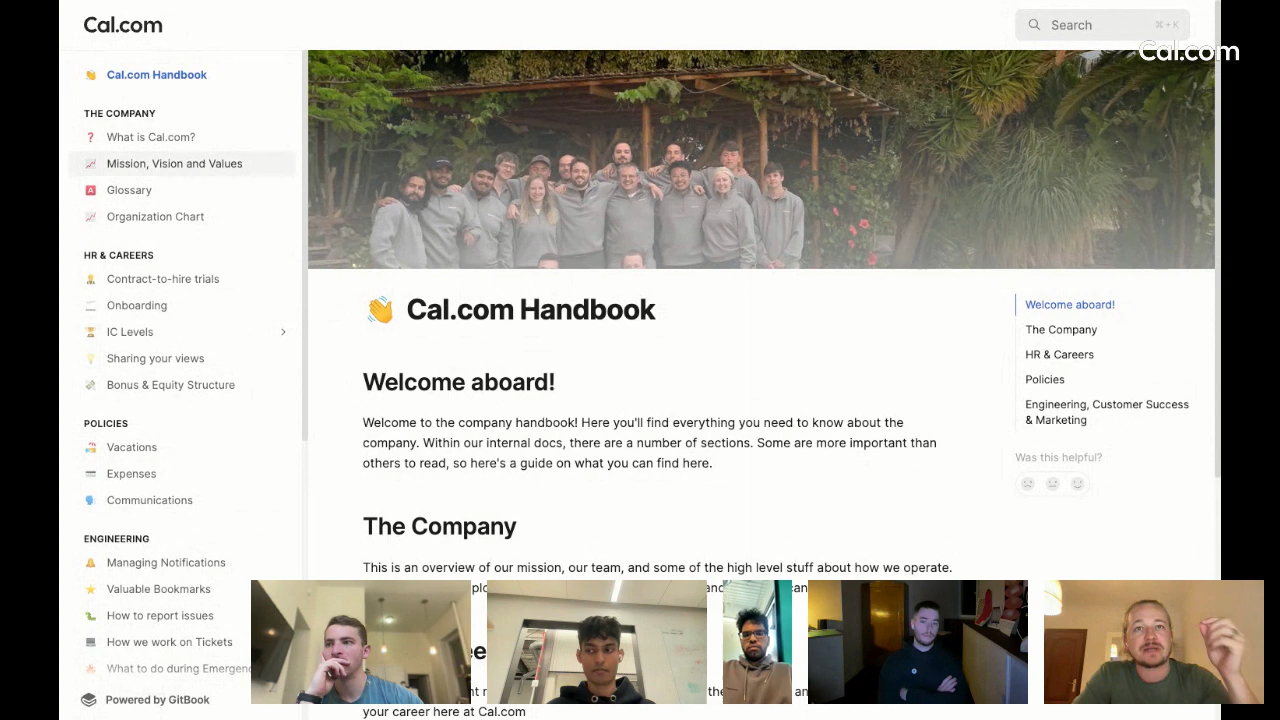 Cal.com
Search
⌘+K
Cal.com
Cal.com Handbook
THE COMPANY
What is Cal.com?
Mission, Vision and Values
Glossary
Organization Chart
HR & CAREERS
Contract-to-hire trials
Onboarding
IC Levels
Sharing your views
Bonus & Equity Structure
POLICIES
Vacations
Expenses
Communications
ENGINEERING
Managing Notifications
Valuable Bookmarks
How to report issues
How we work on Tickets
What to do during Emergenc
Powered by GitBook
Cal.com Handbook
Welcome aboard!
Welcome to the company handbook! Here you'll find everything you need to know about the
company. Within our internal docs, there are a number of sections. Some are more important than
others to read, so here's a guide on what you can find here.
The Company
This is an overview of our mission, our team, and some of the high level stuff about how we operate.
your career here at Cal.com
Welcome aboard!
The Company
HR & Careers
Policies
Engineering, Customer Success
& Marketing
Was this helpful?